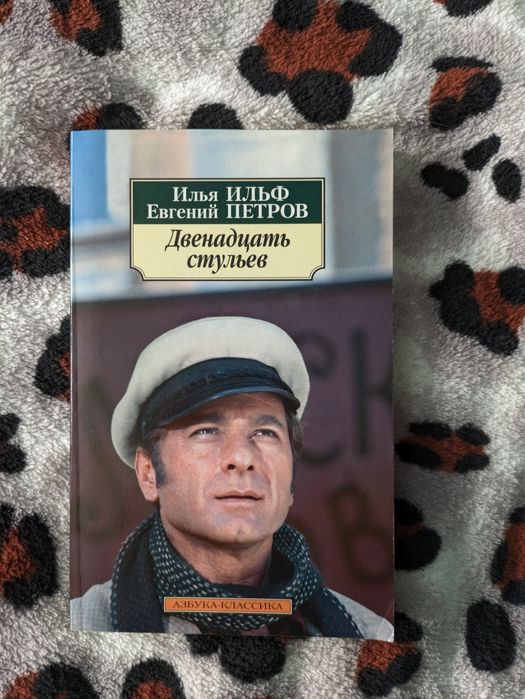 Илья ИЛЬФ
Евгений ПЕТРОВ
Двенадцать
стульев
АЗБУКА-КЛАССИКА